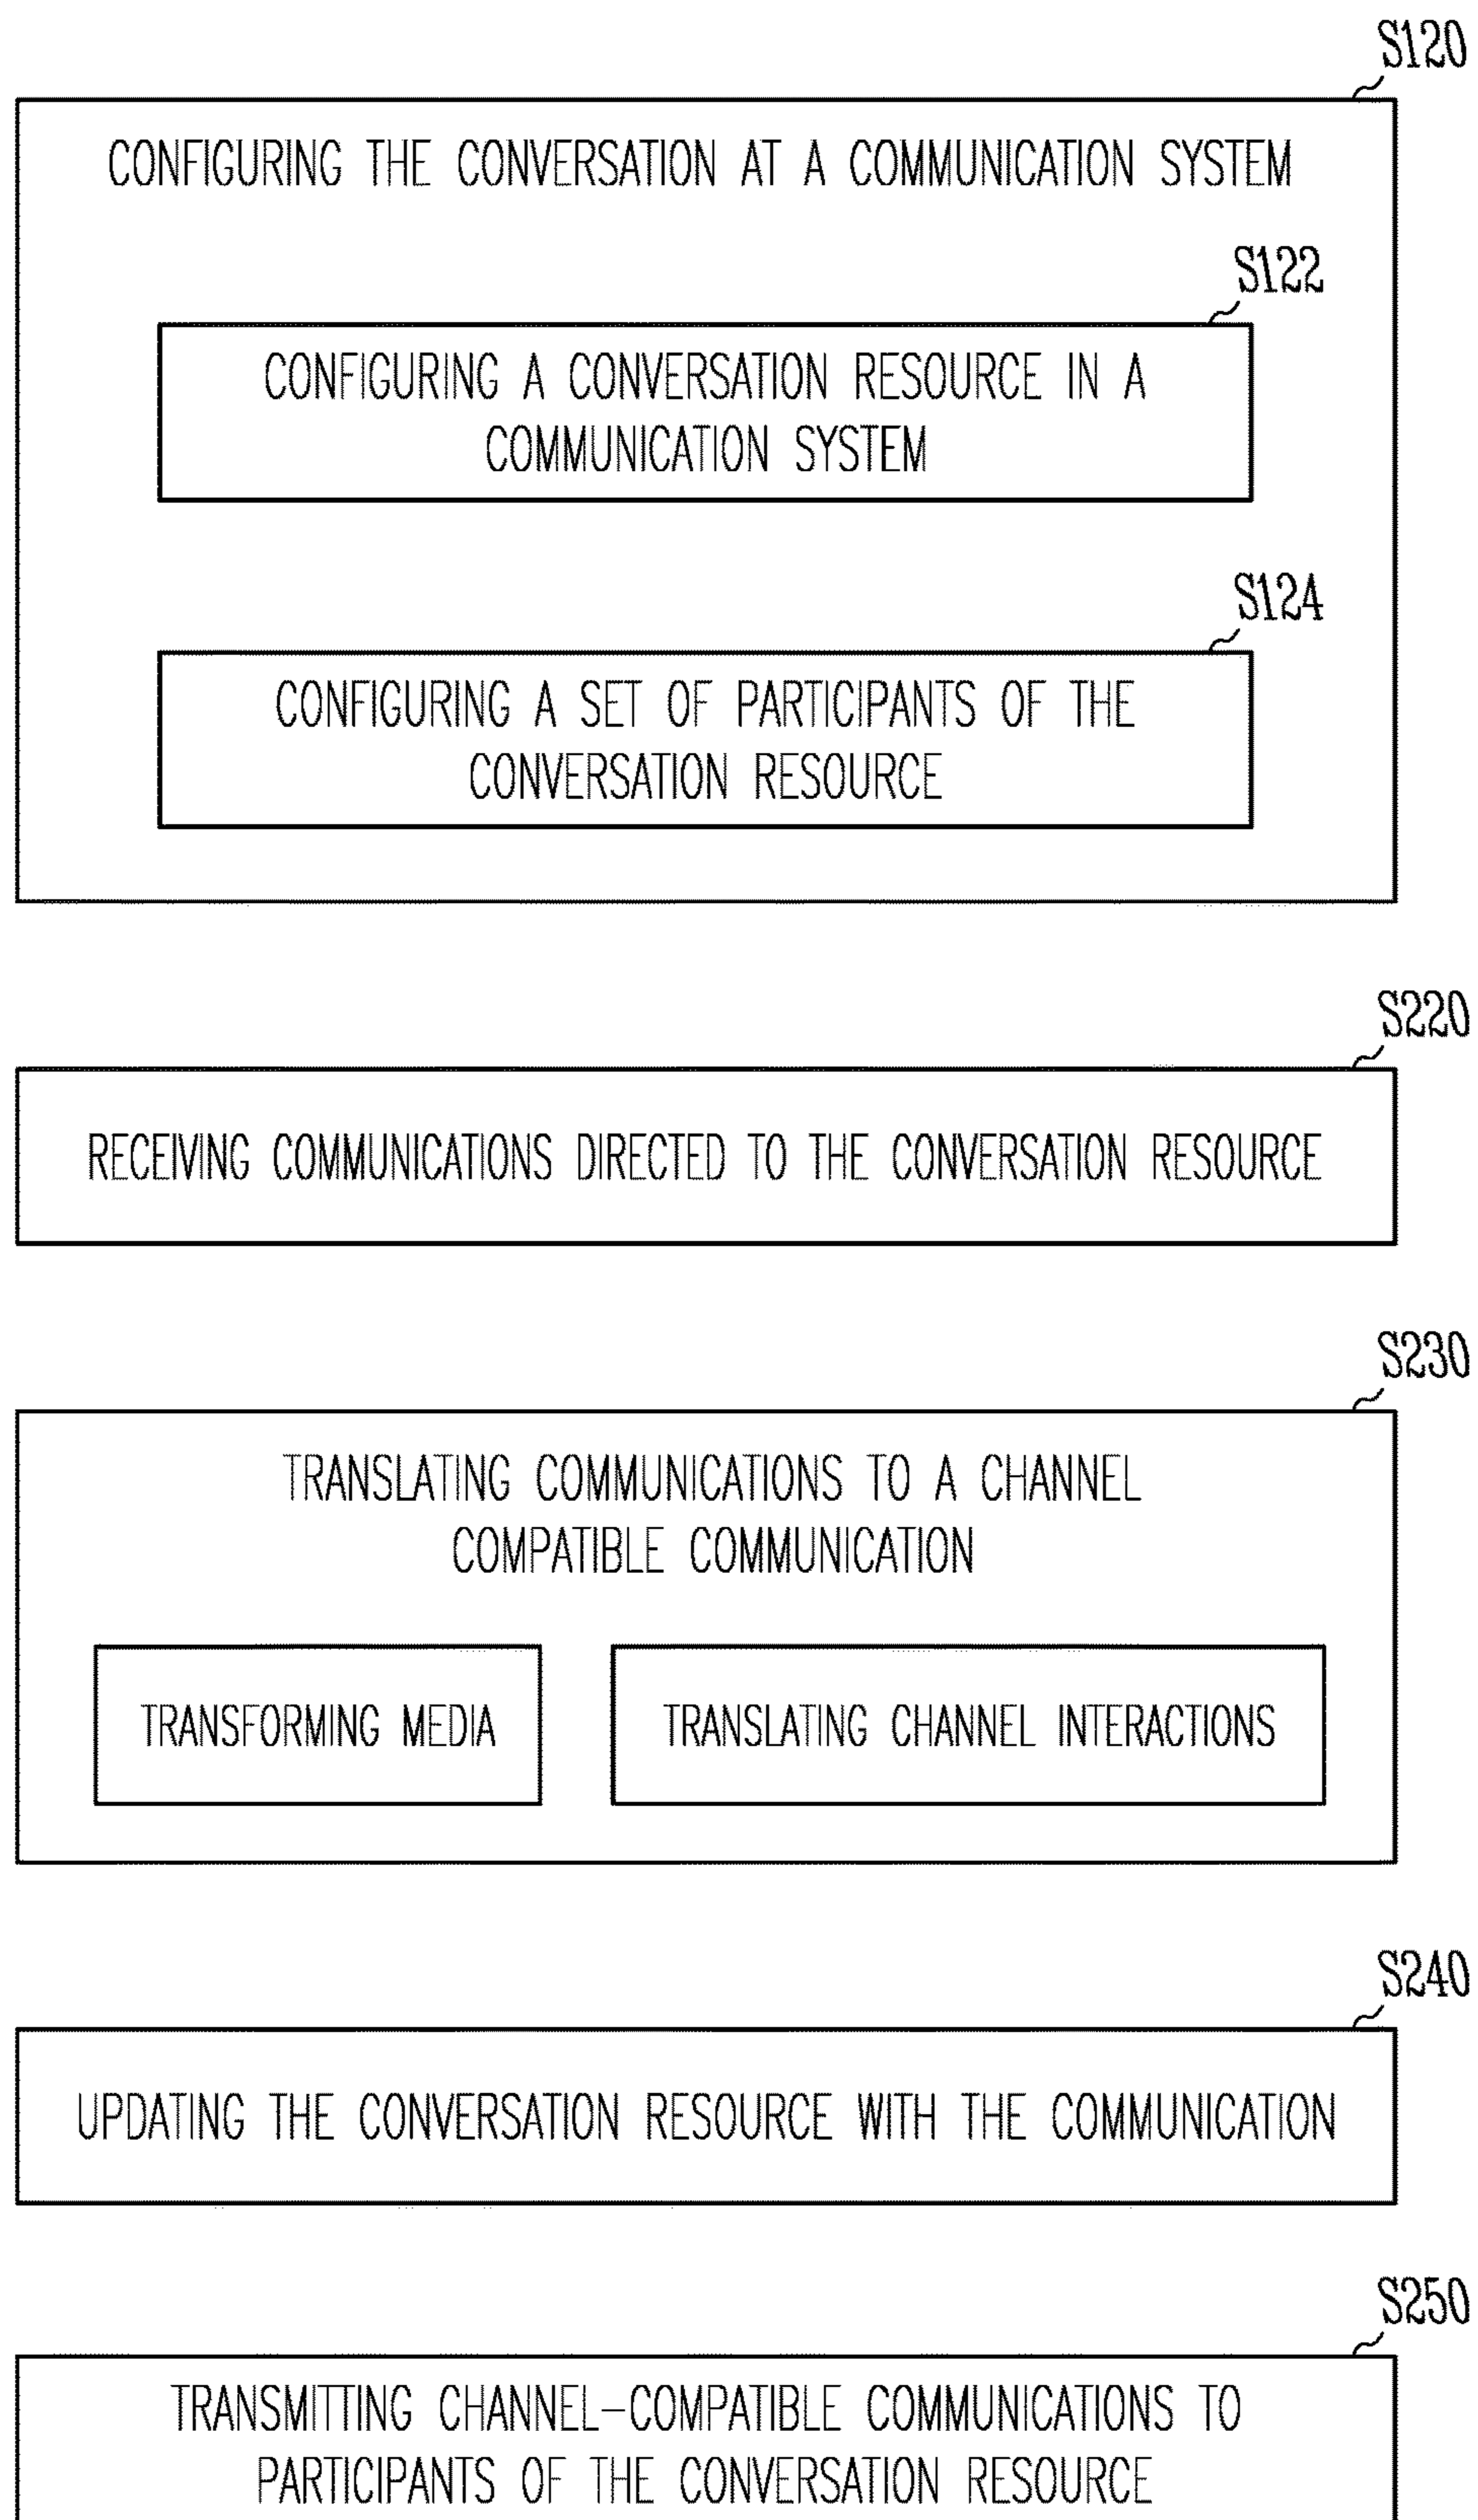 S120
CONFIGURING THE CONVERSATION AT A COMMUNICATION SYSTEM
S122
CONFIGURING A CONVERSATION RESOURCE IN A
COMMUNICATION SYSTEM
S124
CONFIGURING A SET OF PARTICIPANTS OF THE
CONVERSATION RESOURCE
S220
RECEIVING COMMUNICATIONS DIRECTED TO THE CONVERSATION RESOURCE
S230
TRANSLATING COMMUNICATIONS TO A CHANNEL
COMPATIBLE COMMUNICATION
TRANSFORMING MEDIA
TRANSLATING CHANNEL INTERACTIONS
S240
UPDATING THE CONVERSATION RESOURCE WITH THE COMMUNICATION
S250
TRANSMITTING CHANNEL-COMPATIBLE COMMUNICATIONS TO
PARTICIPANTS OF THE CONVERSATION RESOURCE